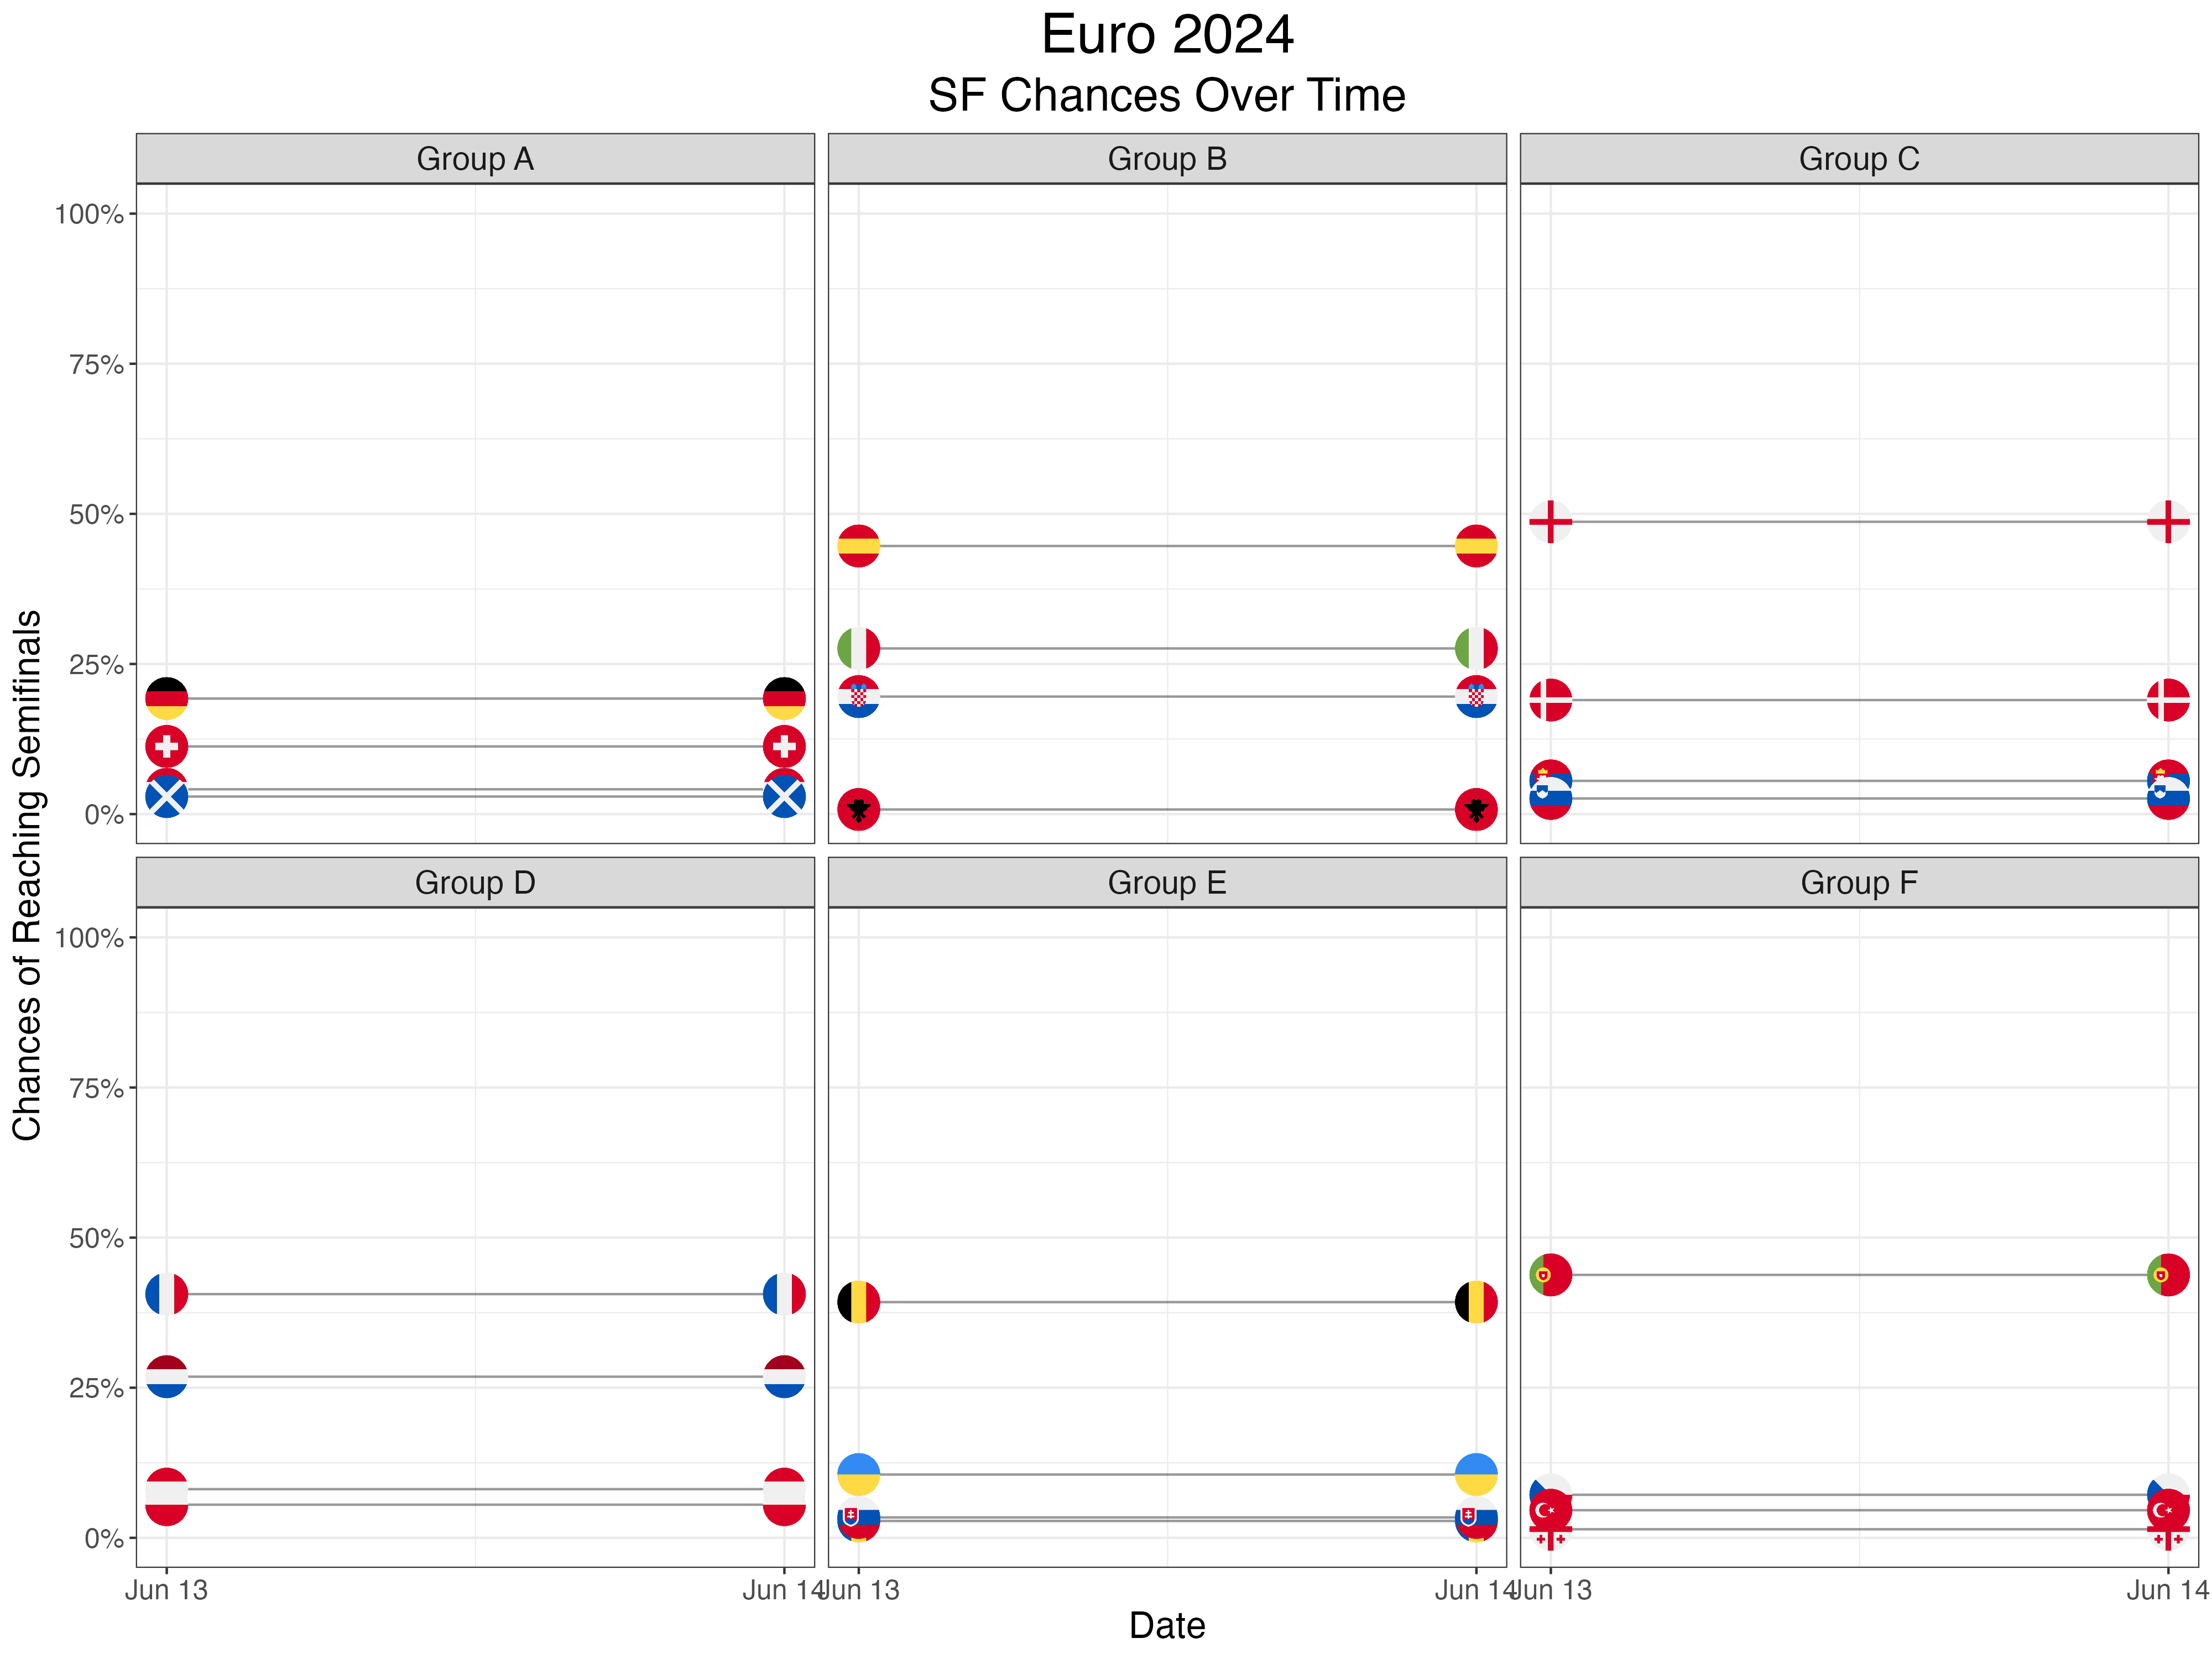 Euro 2024
SF Chances Over Time
Group A
Group B
Group C
100%
75%
50%
25%
0%
Group D
Group E
Group F
100%
75%
50%
25%
0%
Jun 13
Jun 14
Jun 13
Jun 14
Jun 13
Jun 14
Date
Chances of Reaching Semifinals